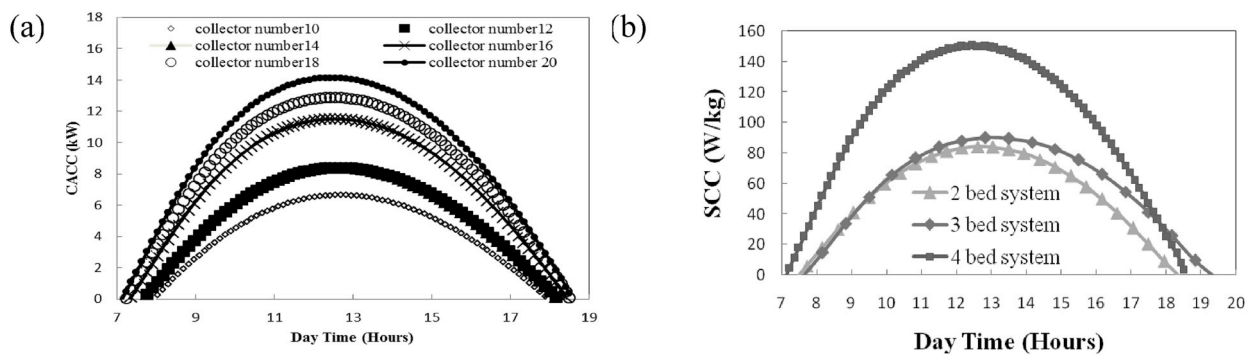 (a)
18
16
14
12
10
8
6
4
2
0
CACC (kW)
collector number10
collector number12
collector number14
collector number16
collector number18
collector number 20
7
9
11
13
15
17
19
Day Time (Hours)
(b)
160
140
120
100
80
60
40
20
0
SCC (W/kg)
2 bed system
3 bed system
4 bed system
7 8 9 10 11 12 13 14 15 16 17 18 19 20
Day Time (Hours)